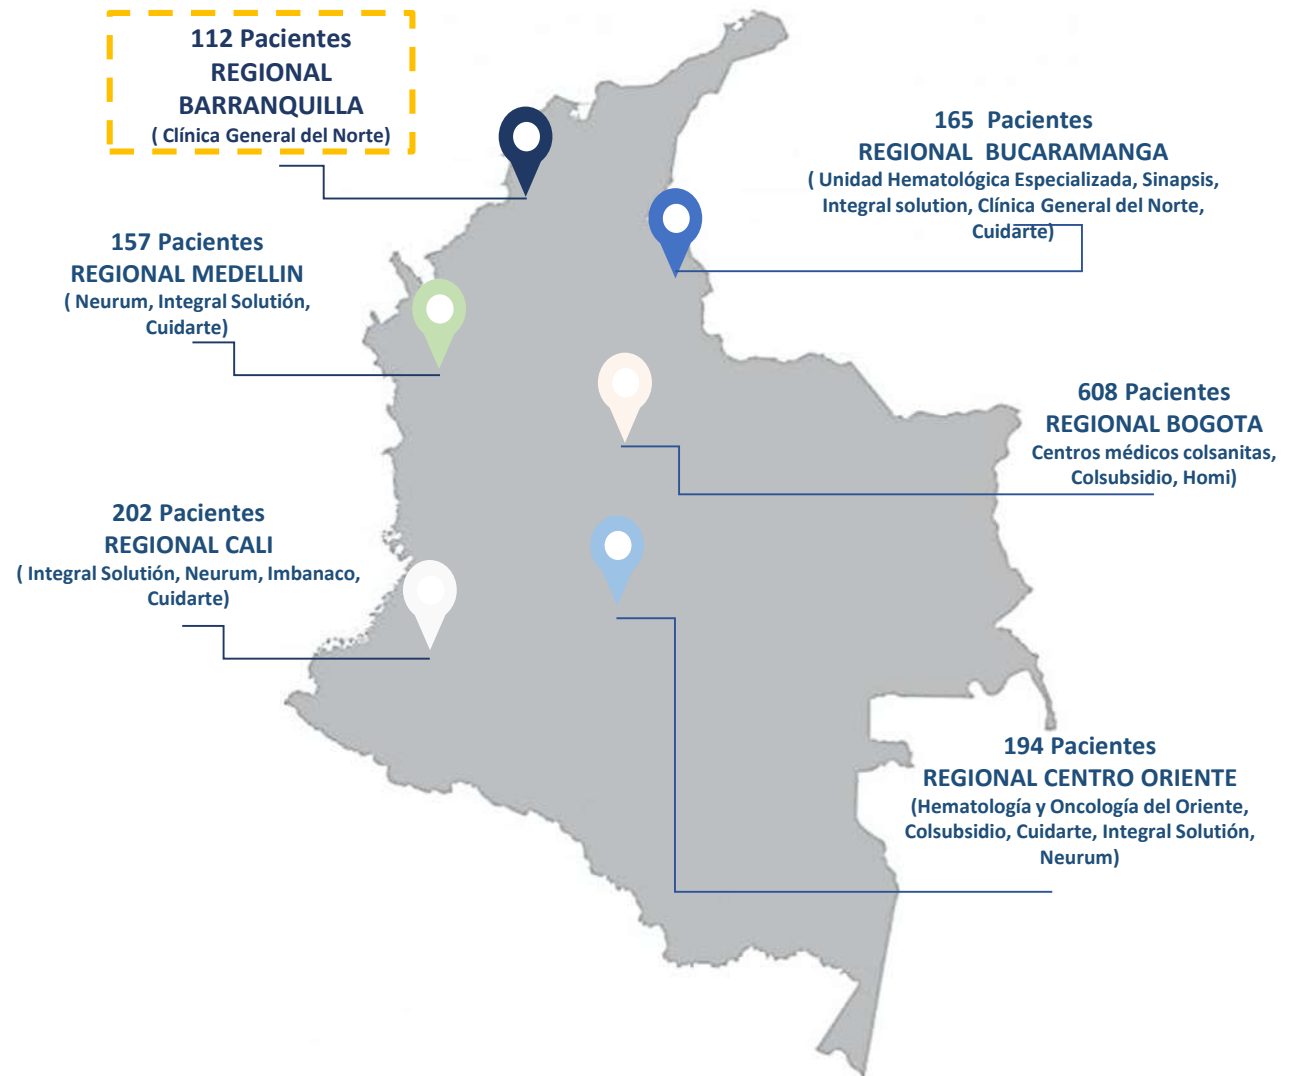 112 Pacientes
REGIONAL
BARRANQUILLA
( Clínica General del Norte)
165 Pacientes
REGIONAL BUCARAMANGA
( Unidad Hematológica Especializada, Sinapsis,
Integral solution, Clínica General del Norte,
Cuidarte)
157 Pacientes
REGIONAL MEDELLIN
( Neurum, Integral Solutión,
Cuidarte)
608 Pacientes
REGIONAL BOGOTA
Centros médicos colsanitas,
Colsubsidio, Homi)
202 Pacientes
REGIONAL CALI
( Integral Solutión, Neurum, Imbanaco,
Cuidarte)
194 Pacientes
REGIONAL CENTRO ORIENTE
(Hematología y Oncología del Oriente,
Colsubsidio, Cuidarte, Integral Solutión,
Neurum)